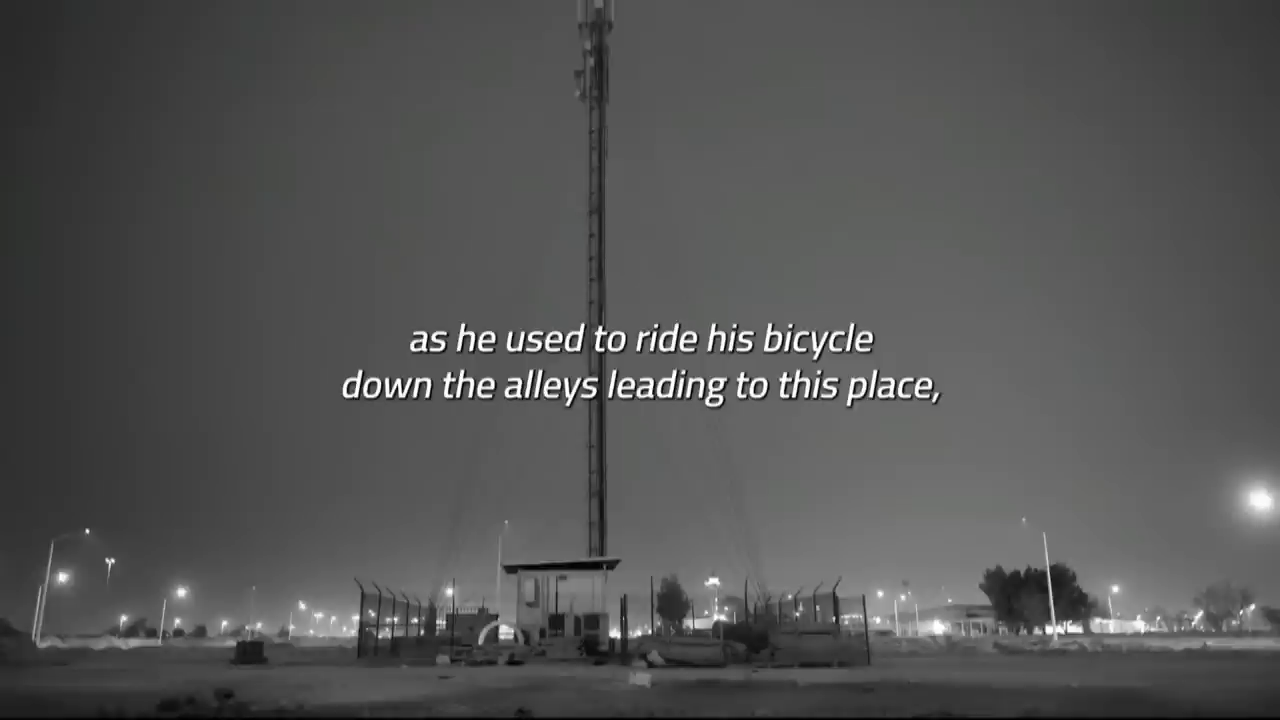 as he used to ride his bicycle
down the alleys leading to this place,